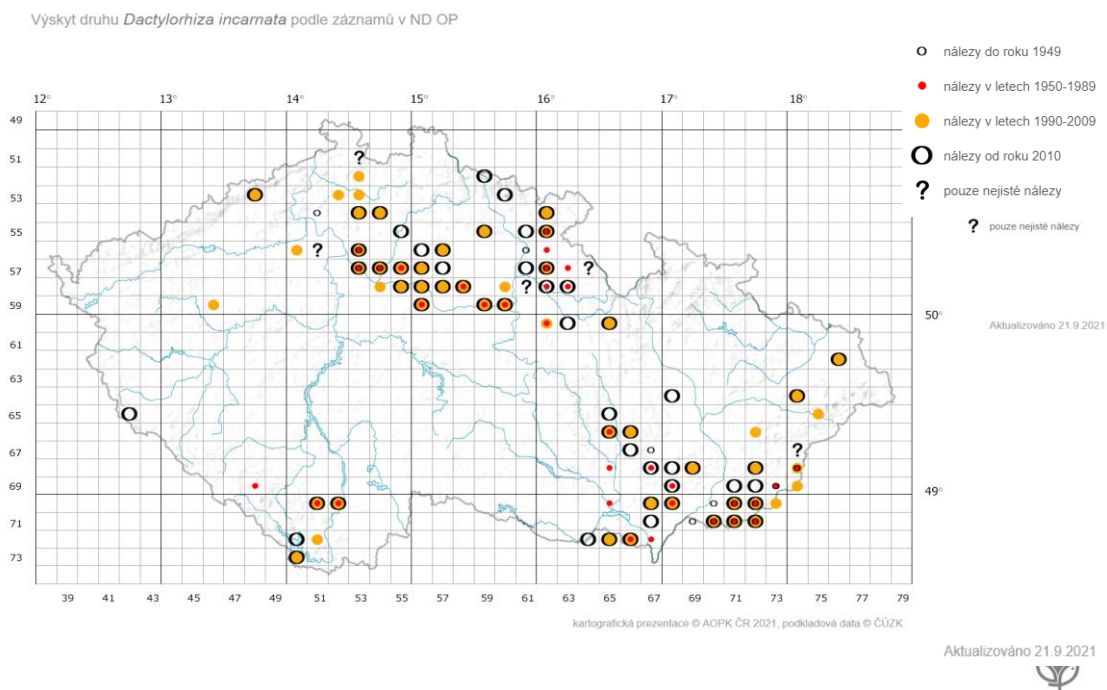 Výskyt druhu Dactylorhiza incarnata podle záznamů v ND OP
nálezy do roku 1949
nálezy v letech 1950-1989
nálezy v letech 1990-2009
nálezy od roku 2010
? pouze nejisté nálezy
? pouze nejisté nálezy
12° 13° 14° 15° 16° 17° 18°
49
51
?
53
55
?
57
?
?
59
50°
Aktualizováno 21.9.2021
61
63
65
67
?
69
49°
71
73
39 41 43 45 47 49 51 53 55 57 59 61 63 65 67 69 71 73 75 77 79
kartografická prezentace © AOPK ČR 2021, podkladová data © ČÚZK
Aktualizováno 21.9.2021